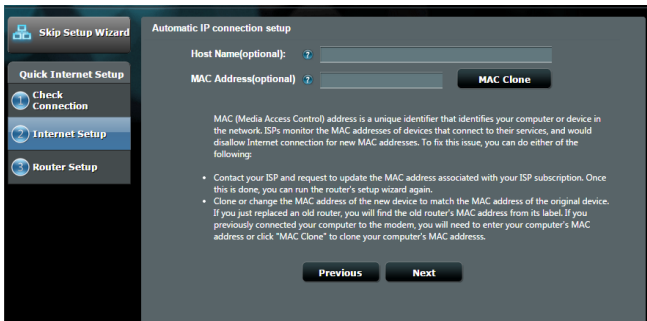 Skip Setup Wizard
Quick Internet Setup
1 Check
Connection
2 Internet Setup
3 Router Setup
Automatic IP connection setup
Host Name(optional): ?
MAC Address(optional) ? MAC Clone
MAC (Media Access Control) address is a unique identifier that identifies your computer or device in
the network. ISPs monitor the MAC addresses of devices that connect to their services, and would
disallow Internet connection for new MAC addresses. To fix this issue, you can do either of the
following:
• Contact your ISP and request to update the MAC address associated with your ISP subscription. Once
this is done, you can run the router's setup wizard again.
• Clone or change the MAC address of the new device to match the MAC address of the original device.
If you just replaced an old router, you will find the old router's MAC address from its label. If you
previously connected your computer to the modem, you will need to enter your computer's MAC
address or click "MAC Clone" to clone your computer's MAC addresss.
Previous Next